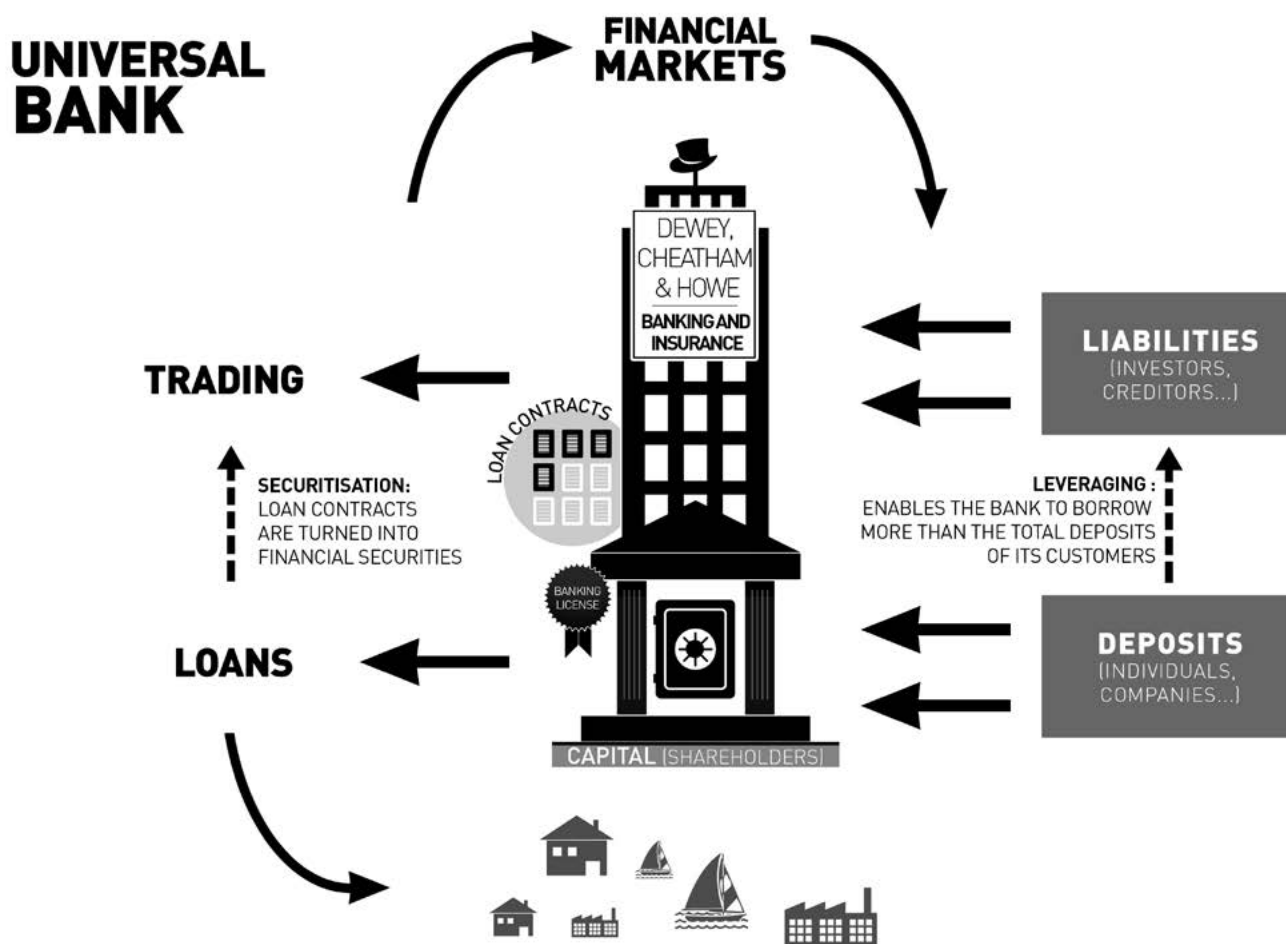 UNIVERSAL
BANK
FINANCIAL
MARKETS
DEWEY,
CHEATHAM
& HOWE
BANKING AND
INSURANCE
LIABILITIES
(INVESTORS,
CREDITORS...)
TRADING
LOAN CONTRACTS
SECURITISATION:
LOAN CONTRACTS
ARE TURNED INTO
FINANCIAL SECURITIES
LEVERAGING :
ENABLES THE BANK TO BORROW
MORE THAN THE TOTAL DEPOSITS
OF ITS CUSTOMERS
BANKING
LICENSE
LOANS
DEPOSITS
(INDIVIDUALS,
COMPANIES...)
CAPITAL (SHAREHOLDERS)